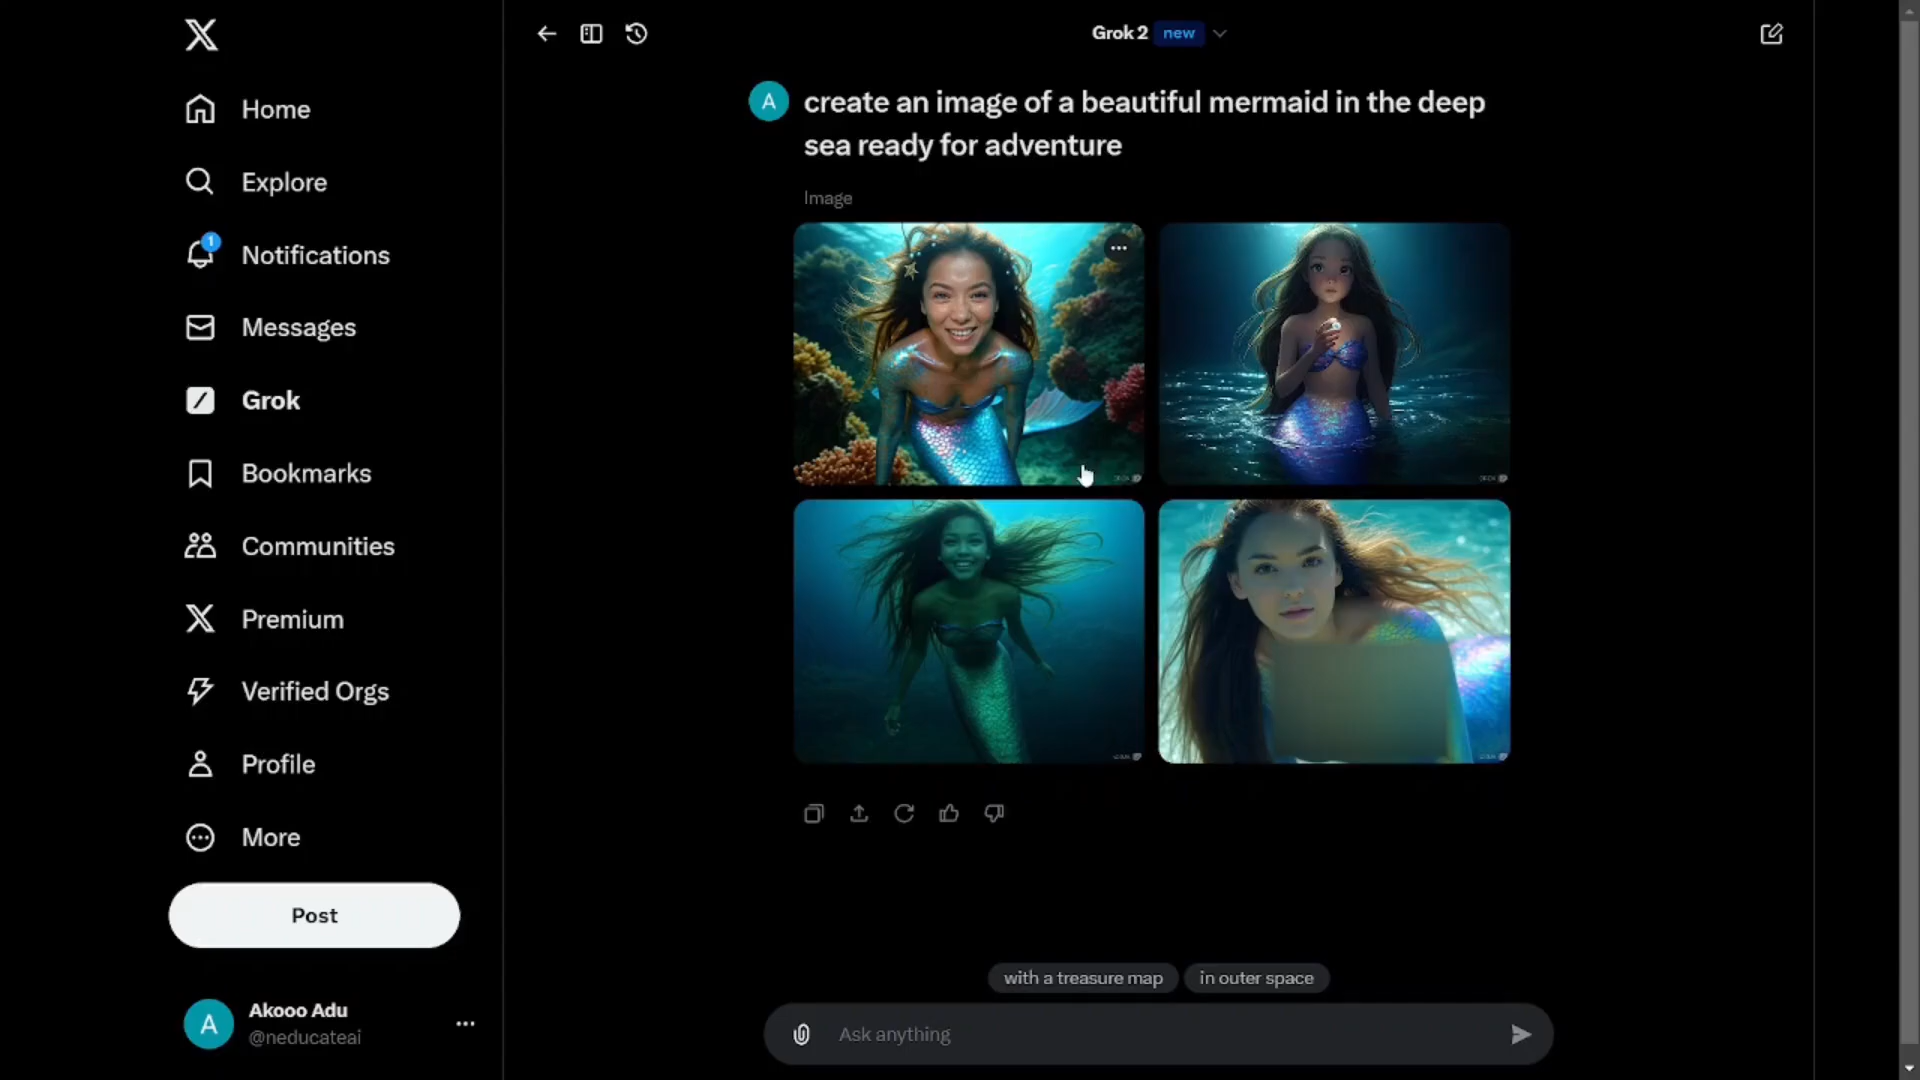 Home
Explore
1
Notifications
Messages
Grok
Bookmarks
Communities
Premium
Verified Orgs
Profile
More
Post
A
Akooo Adu
@neducateai
Grok 2 new
A
create an image of a beautiful mermaid in the deep
sea ready for adventure
Image
with a treasure map
in outer space
Ask anything